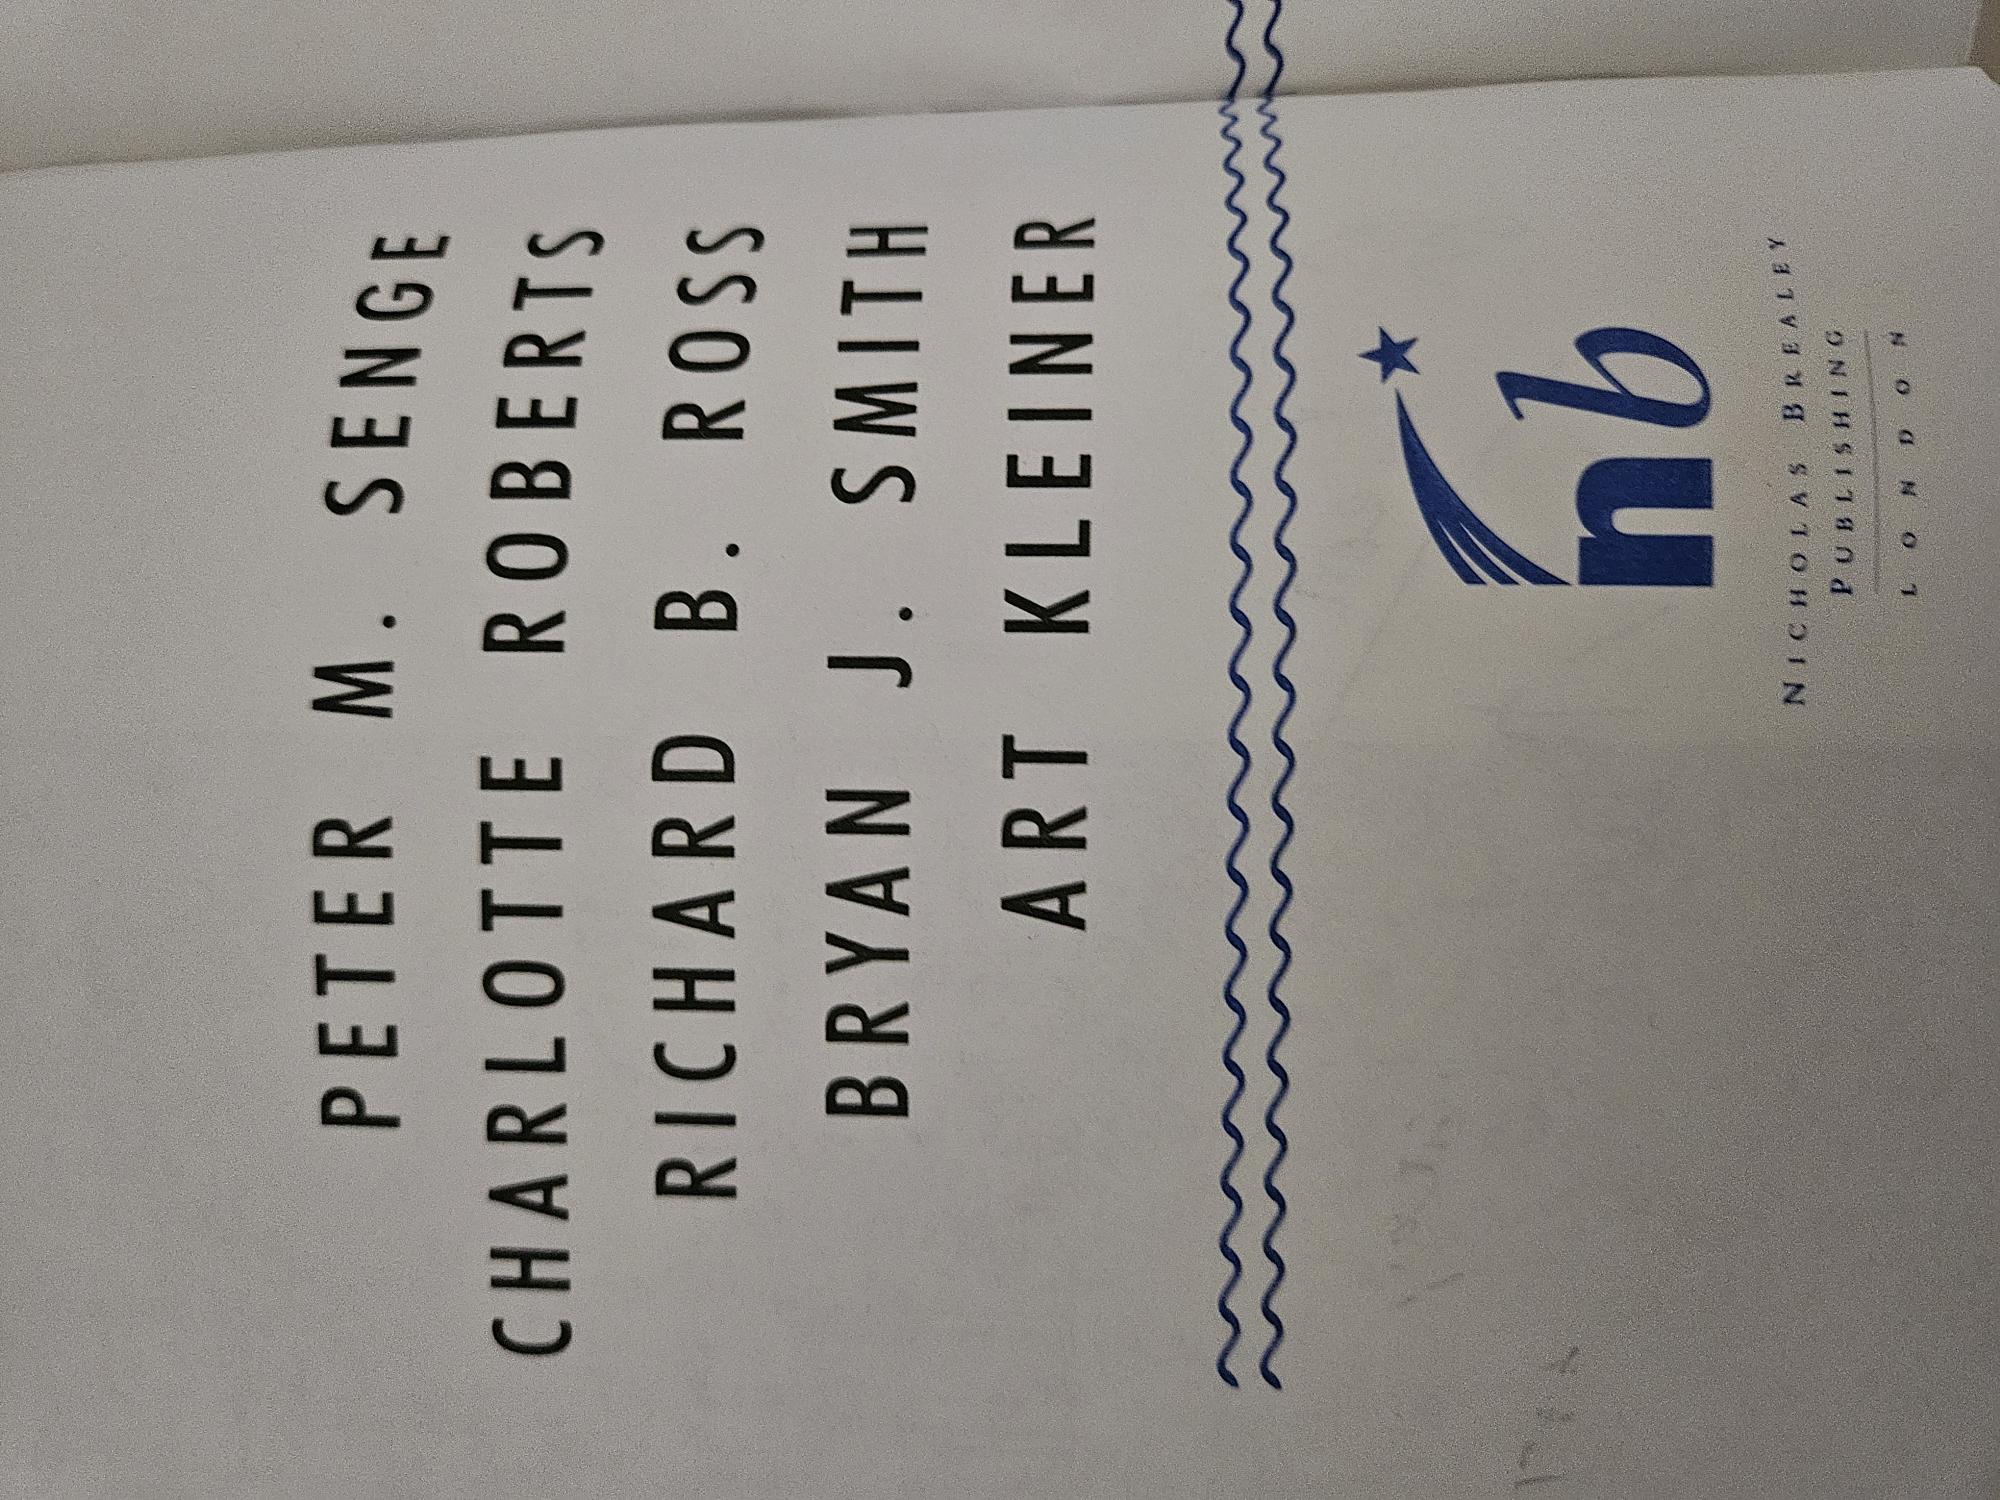 PETER M. SENGE
CHARLOTTE ROBERTS
RICHARD B. ROSS
BRYAN J. SMITH
ART KLEINER
nb
NICHOLAS BREALEY
PUBLISHING
LONDON